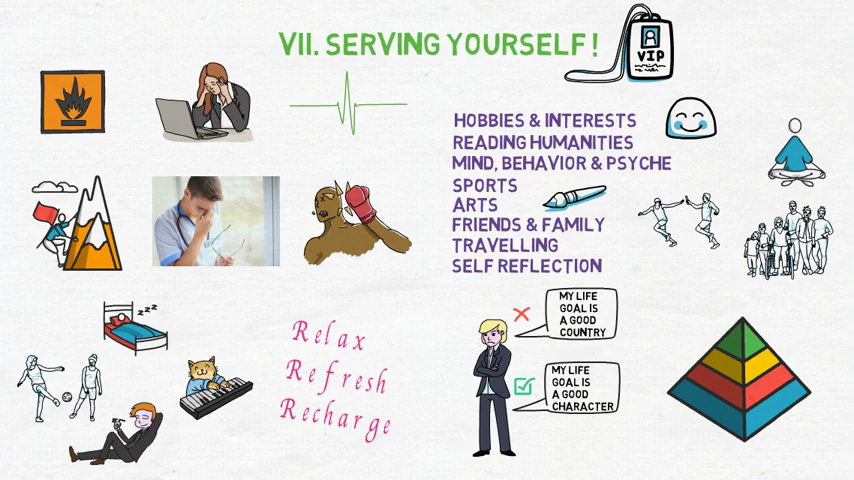 VII. SERVING YOURSELF!
VIP
HOBBIES & INTERESTS
READING HUMANITIES
MIND, BEHAVIOR & PSYCHE
SPORTS
ARTS
FRIENDS & FAMILY
TRAVELLING
SELF REFLECTION
zzz
Relax
Refresh
Recharge
MY LIFE
GOAL IS
A GOOD
COUNTRY
MY LIFE
GOAL IS
A GOOD
CHARACTER